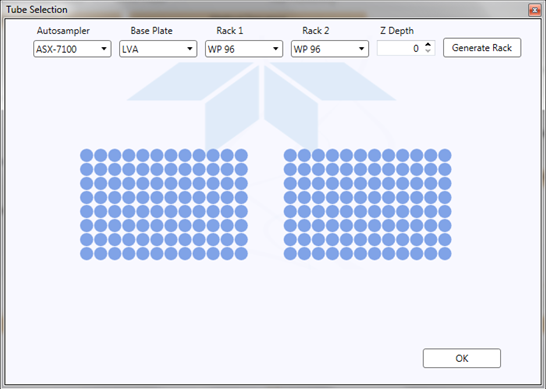 Tube Selection
Autosampler Base Plate Rack 1 Rack 2 Z Depth
ASX-7100 LVA WP 96 WP 96 0 Generate Rack
OK